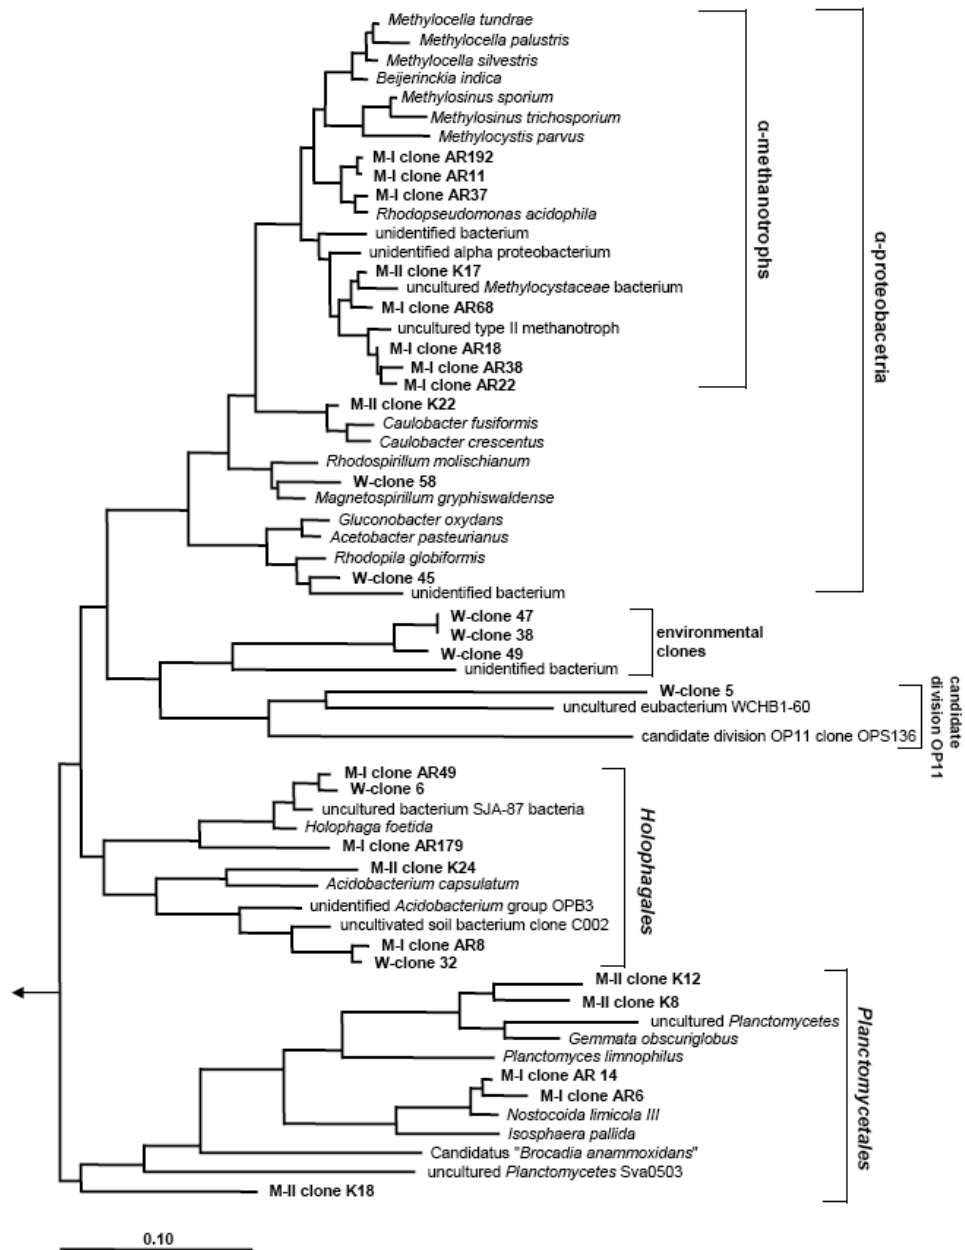 Methylocella tundrae
Methylocella palustris
Methylocella silvestris
Beijerinckia indica
Methylosinus sporium
Methylosinus trichosporium
Methylocystis parvus
M-I clone AR192
M-I clone AR11
M-I clone AR37
Rhodopseudomonas acidophila
unidentified bacterium
unidentified alpha proteobacterium
M-II clone K17
uncultured Methylocystaceae bacterium
M-I clone AR68
uncultured type II methanotroph
M-I clone AR18
M-I clone AR38
M-I clone AR22
α-methanotrophs
M-II clone K22
Caulobacter fusiformis
Caulobacter crescentus
Rhodospirillum molischianum
W-clone 58
Magnetospirillum gryphiswaldense
Gluconobacter oxydans
Acetobacter pasteurianus
Rhodopila globiformis
W-clone 45
unidentified bacterium
α-proteobacetria
W-clone 47
W-clone 38
W-clone 49
unidentified bacterium
environmental
clones
W-clone 5
uncultured eubacterium WCHB1-60
candidate division OP11 clone OPS136
candidate
division OP11
M-I clone AR49
W-clone 6
uncultured bacterium SJA-87 bacteria
Holophaga foetida
M-I clone AR179
M-II clone K24
Acidobacterium capsulatum
unidentified Acidobacterium group OPB3
uncultivated soil bacterium clone C002
M-I clone AR8
W-clone 32
Holophagales
M-II clone K12
M-II clone K8
uncultured Planctomycetes
Gemmata obscuriglobus
Planctomyces limnophilus
M-I clone AR 14
M-I clone AR6
Nostocoida limicola III
Isosphaera pallida
Candidatus "Brocadia anammoxidans"
uncultured Planctomycetes Sva0503
M-II clone K18
Planctomycetales
0.10